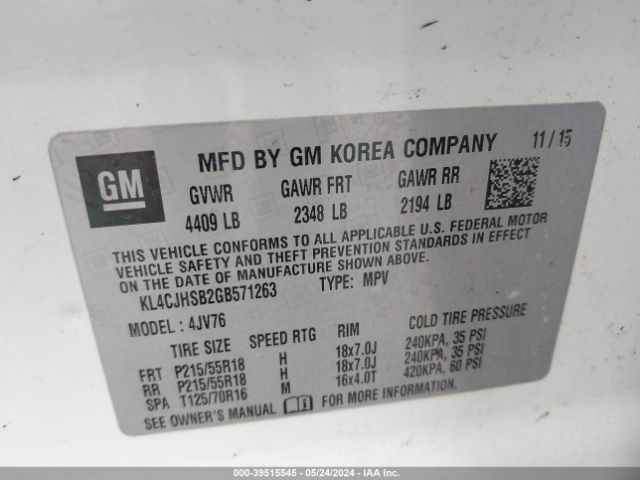 GM
MFD BY GM KOREA COMPANY 11/15
GVWR GAWR FRT GAWR RR
4409 LB 2348 LB 2194 LB
THIS VEHICLE CONFORMS TO ALL APPLICABLE U.S. FEDERAL MOTOR
VEHICLE SAFETY AND THEFT PREVENTION STANDARDS IN EFFECT
ON THE DATE OF MANUFACTURE SHOWN ABOVE.
KL4CJHSB2GB571263 TYPE: MPV
MODEL: 4JV76
TIRE SIZE SPEED RTG RIM COLD TIRE PRESSURE
FRT P215/55R18 H 18x7.0J 240KPA, 35 PSI
RR P215/55R18 H 18x7.0J 240KPA, 35 PSI
SPA T125/70R16 M 16x4.0T 420KPA, 60 PSI
SEE OWNER'S MANUAL FOR MORE INFORMATION.
000-39515545 - 05/24/2024 - IAA Inc.